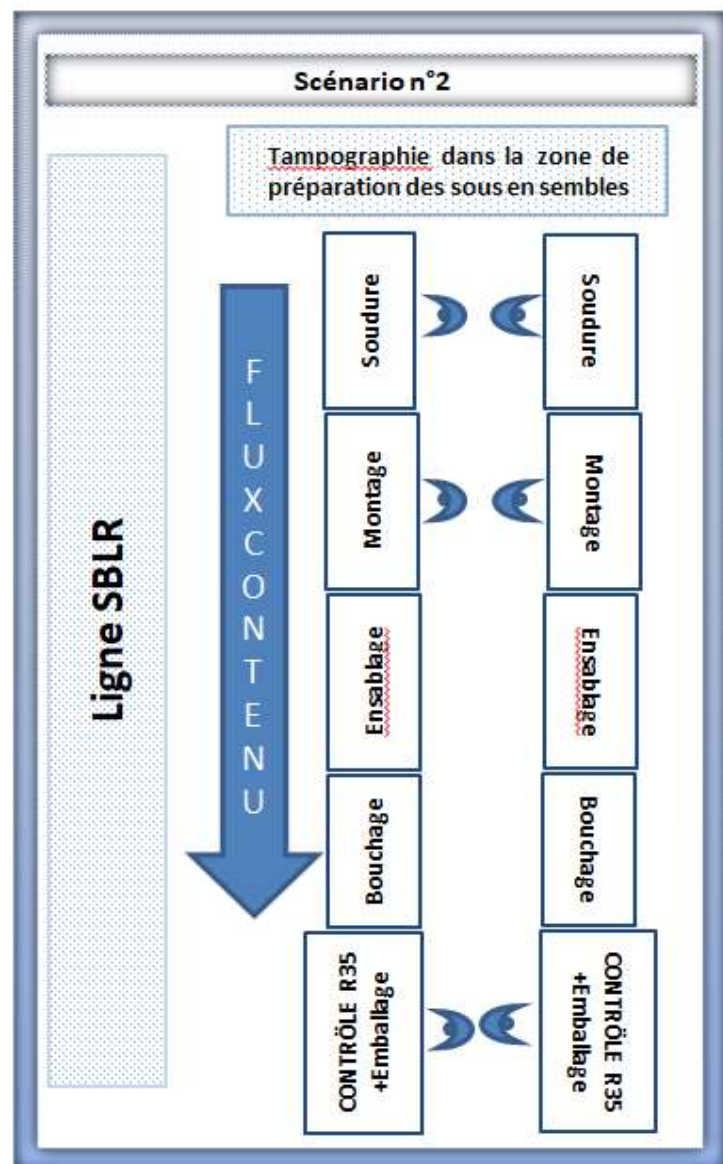 Scénario n°2
Tampographie dans la zone de
préparation des sous en sembles
Ligne SBLR
FLUXCONTENU
Soudure
Montage
Ensablage
Bouchage
CONTRÔLE R35
+Emballage
Soudure
Montage
Ensablage
Bouchage
CONTRÔLE R35
+Emballage